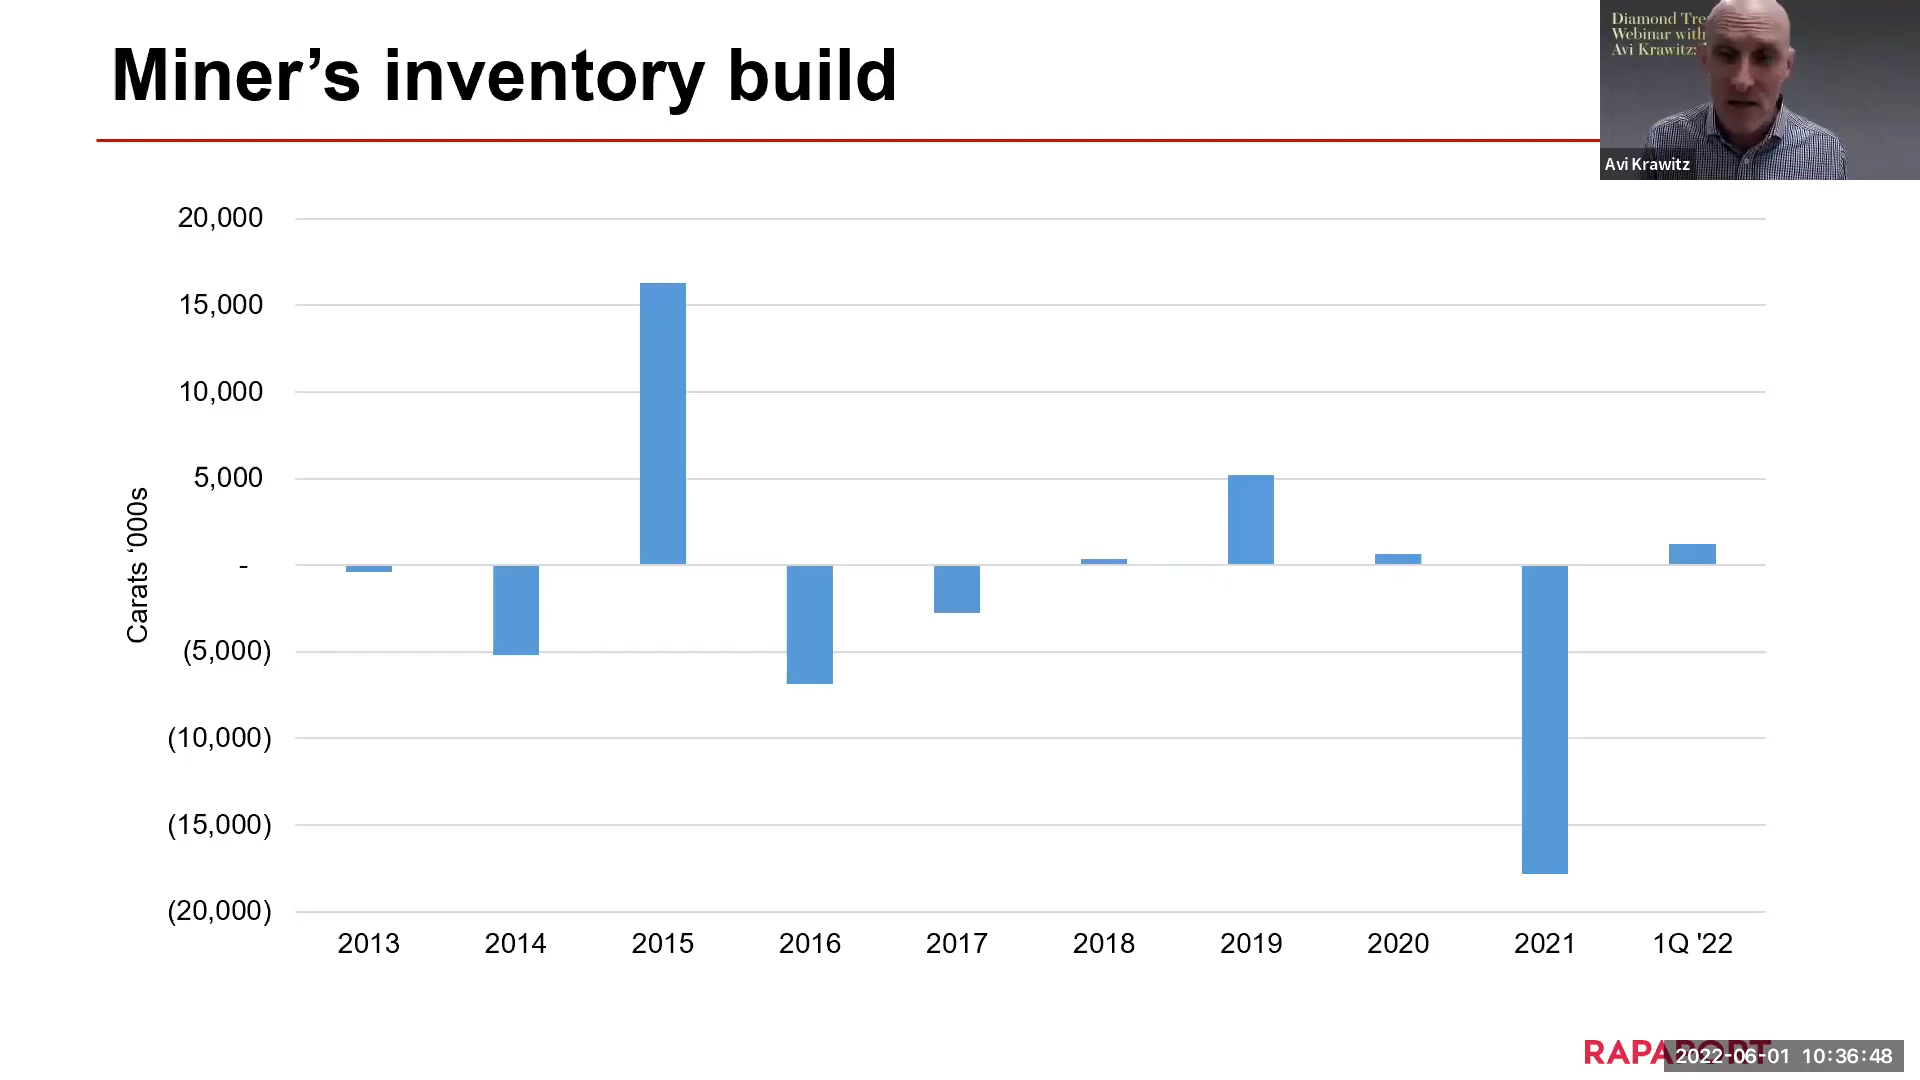 Miner’s inventory build
Diamond Tre
Webinar with
Avi Krawitz:
Avi Krawitz
20,000
15,000
10,000
5,000
-
(5,000)
(10,000)
(15,000)
(20,000)
Carats ‘000s
2013 2014 2015 2016 2017 2018 2019 2020 2021 1Q '22
RAPAPORT
2022-06-01 10:36:48